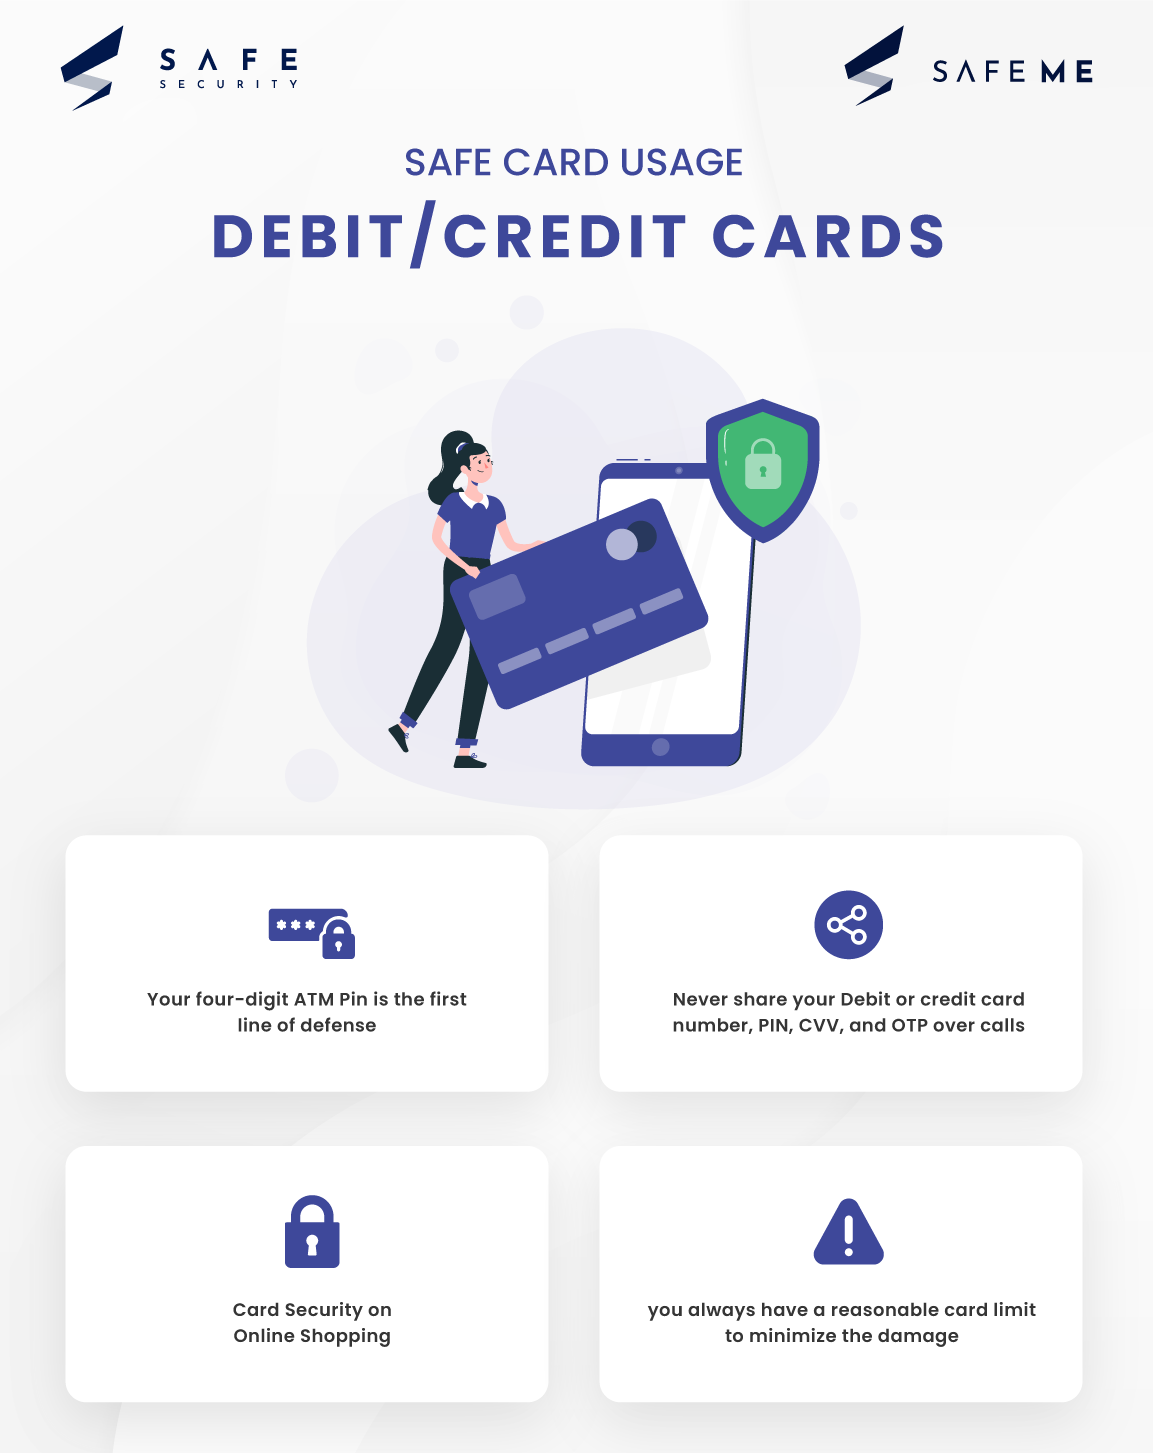 SAFE
SECURITY
SAFE ME
SAFE CARD USAGE
DEBIT/CREDIT CARDS
***
Your four-digit ATM Pin is the first
line of defense
Never share your Debit or credit card
number, PIN, CVV, and OTP over calls
Card Security on
Online Shopping
you always have a reasonable card limit
to minimize the damage